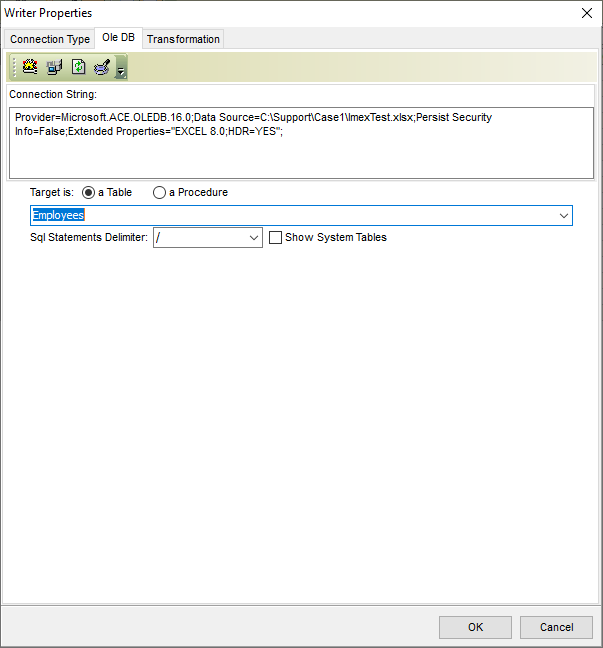 Writer Properties
Connection Type
Ole DB
Transformation
Connection String:
Provider=Microsoft.ACE.OLEDB.16.0;Data Source=C:\Support\Case1\ImexTest.xlsx;Persist Security
Info=False;Extended Properties="EXCEL 8.0;HDR=YES";
Target is: a Table a Procedure
Employees
Sql Statements Delimiter: / Show System Tables
OK Cancel